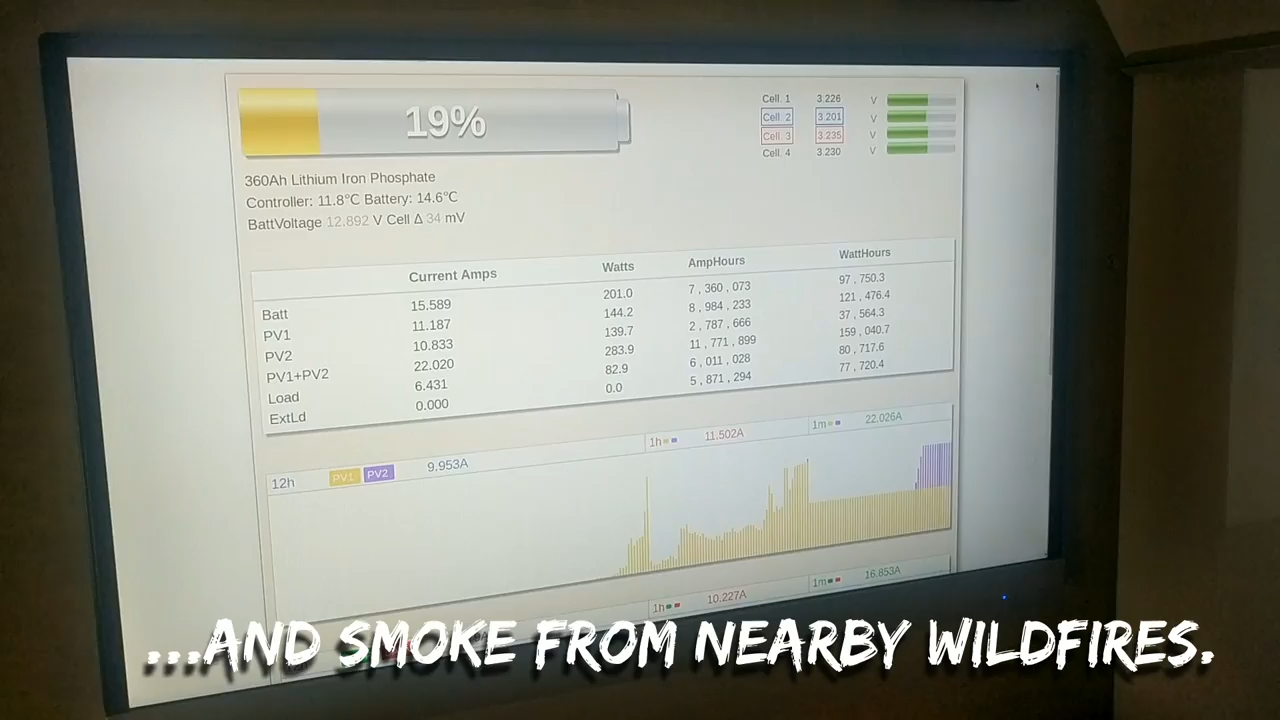 19%
Cell. 1 3.226 V
Cell. 2 3.201 V
Cell. 3 3.235 V
Cell. 4 3.230 V
360Ah Lithium Iron Phosphate
Controller: 11.8℃ Battery: 14.6℃
BattVoltage 12.892 V Cell Δ 34 mV
Current Amps Watts AmpHours WattHours
Batt 15.589 201.0 7 , 360 , 073 97 , 750.3
PV1 11.187 144.2 8 , 984 , 233 121 , 476.4
PV2 10.833 139.7 2 , 787 , 666 37 , 564.3
PV1+PV2 22.020 283.9 11 , 771 , 899 159 , 040.7
Load 6.431 82.9 6 , 011 , 028 80 , 717.6
ExtLd 0.000 0.0 5 , 871 , 294 77 , 720.4
12h PV1 PV2 9.953A 1h 11.502A 1m 22.026A
1h 10.227A 1m 16.853A
...AND SMOKE FROM NEARBY WILDFIRES.